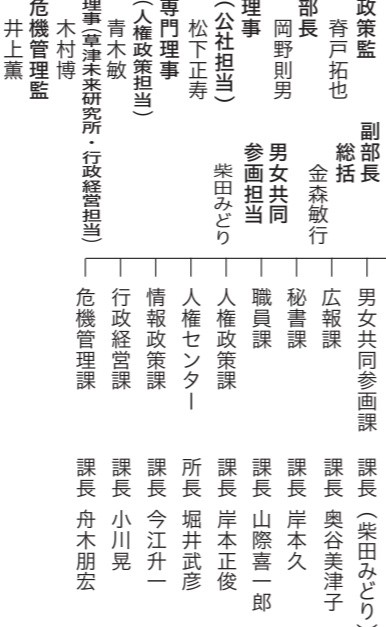 政策監
脊戸拓也
部長
岡野則男
理事
（公社担当）
松下正寿
専門理事
（人権政策担当）
青木敏
理事（草津未来研究所・行政経営担当）
木村博
危機管理監
井上薫
副部長
総括
金森敏行
男女共同
参画担当
柴田みどり
男女共同参画課 課長（柴田みどり）
広報課 課長 奥谷美津子
秘書課 課長 岸本久
職員課 課長 山際喜一郎
人権政策課 課長 岸本正俊
人権センター 所長 堀井武彦
情報政策課 課長 今江升一
行政経営課 課長 小川晃
危機管理課 課長 舟木朋宏